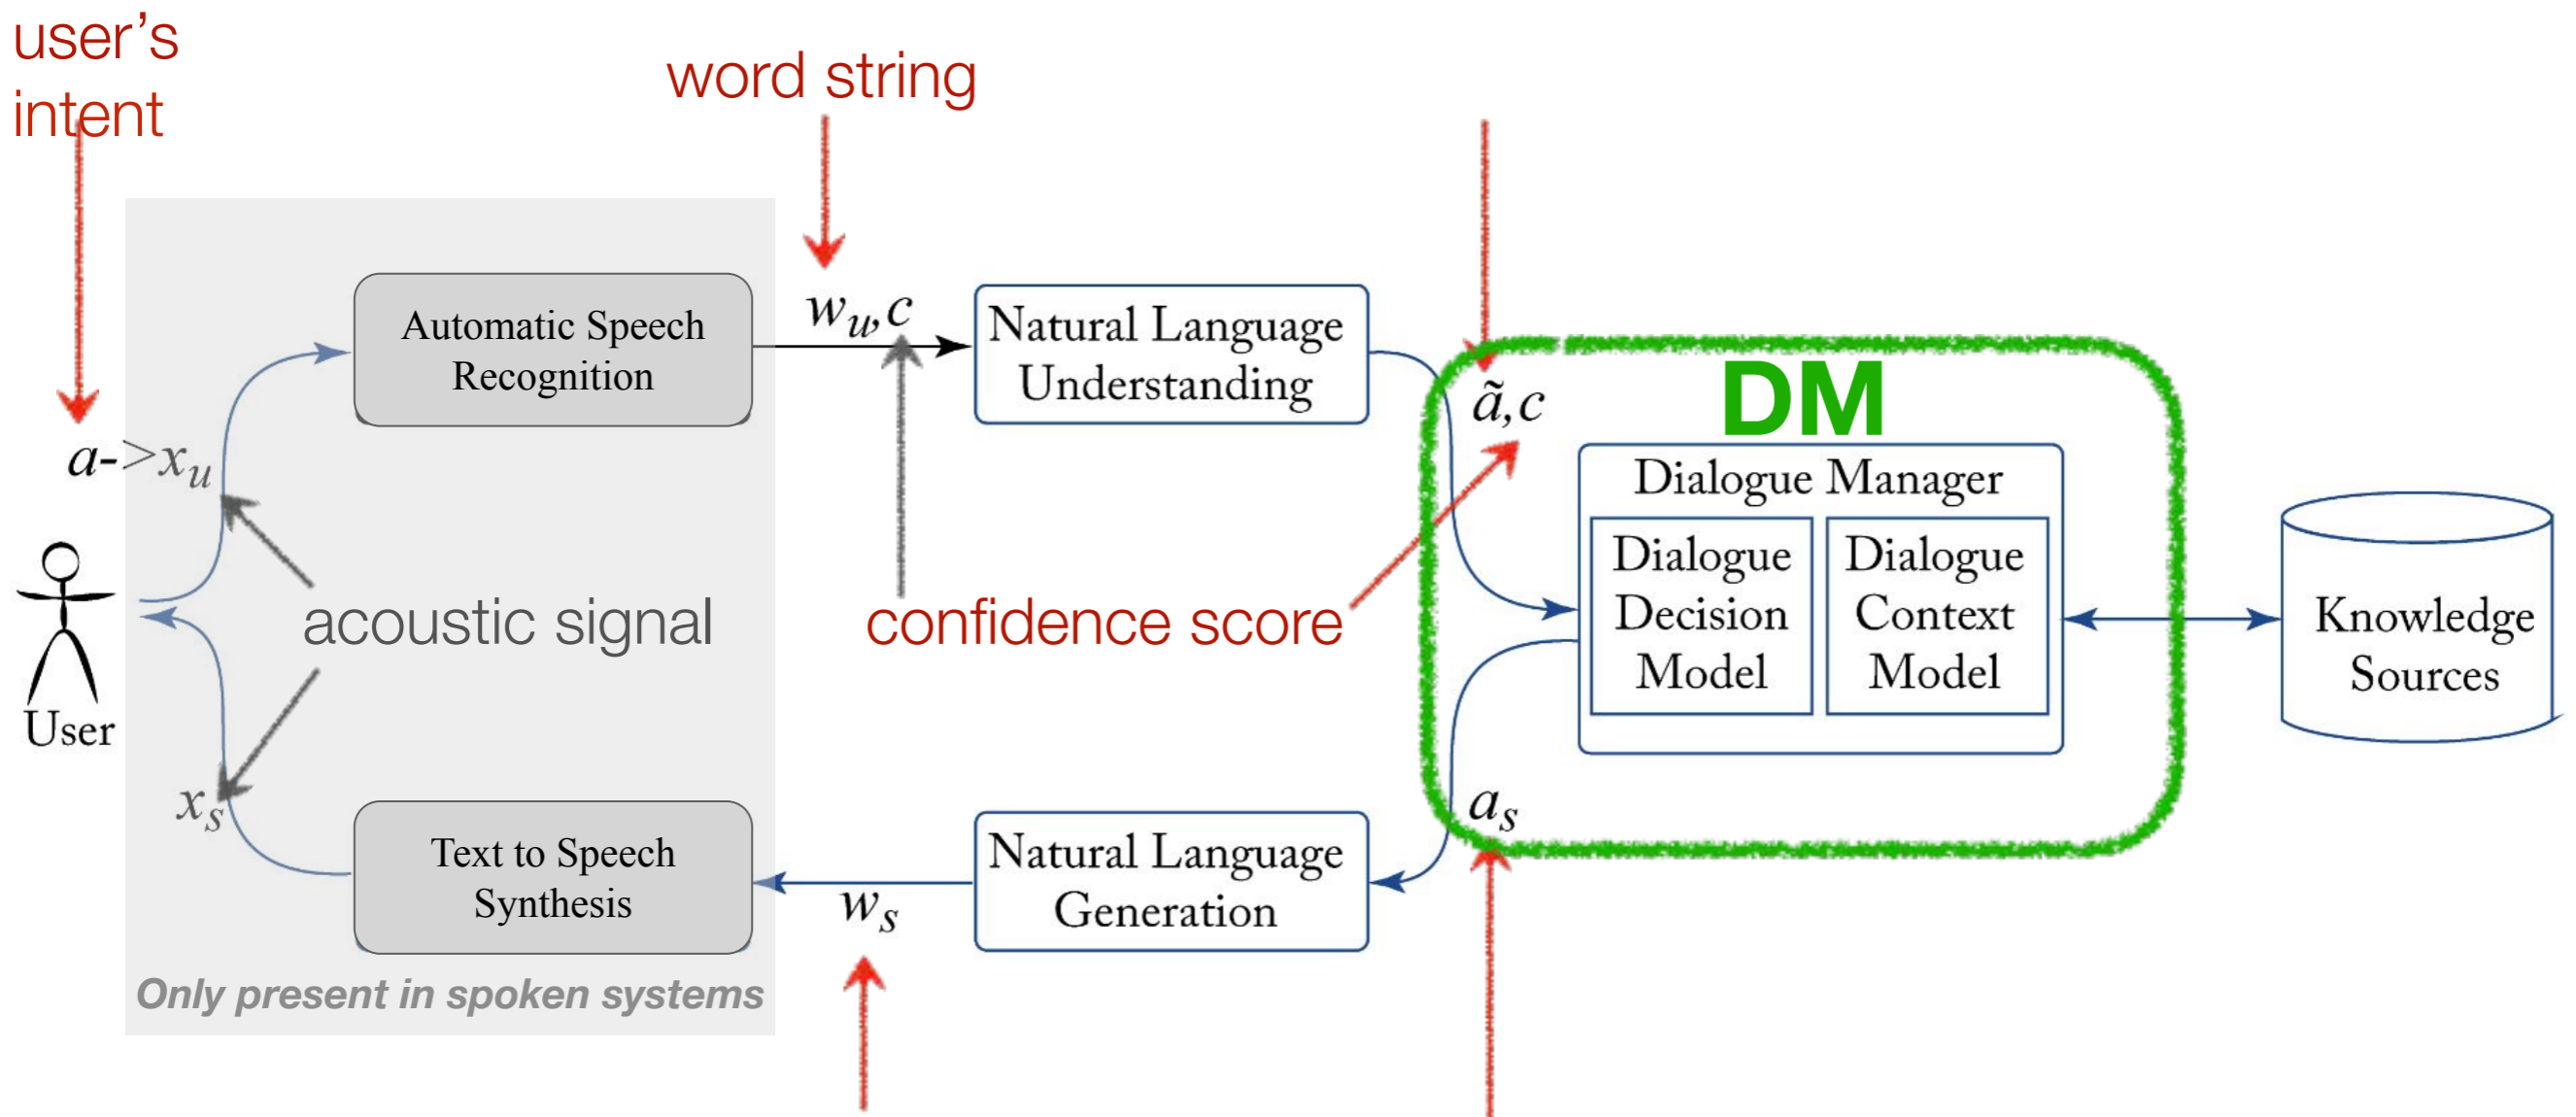 user's
intent
word string
Automatic Speech
Recognition
w_u,c
Natural Language
Understanding
ã,c
DM
a->x_u
Dialogue Manager
Dialogue
Decision
Model
Dialogue
Context
Model
Knowledge
Sources
acoustic signal
confidence score
User
x_s
a_s
Text to Speech
Synthesis
w_s
Natural Language
Generation
Only present in spoken systems